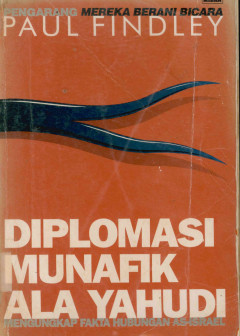 PENGARANG MEREKA BERANI BICARA
PAUL FINDLEY
DIPLOMASI
MUNAFIK
ALA YAHUDI
MENGUNGKAP FAKTA HUBUNGAN AS-ISRAEL